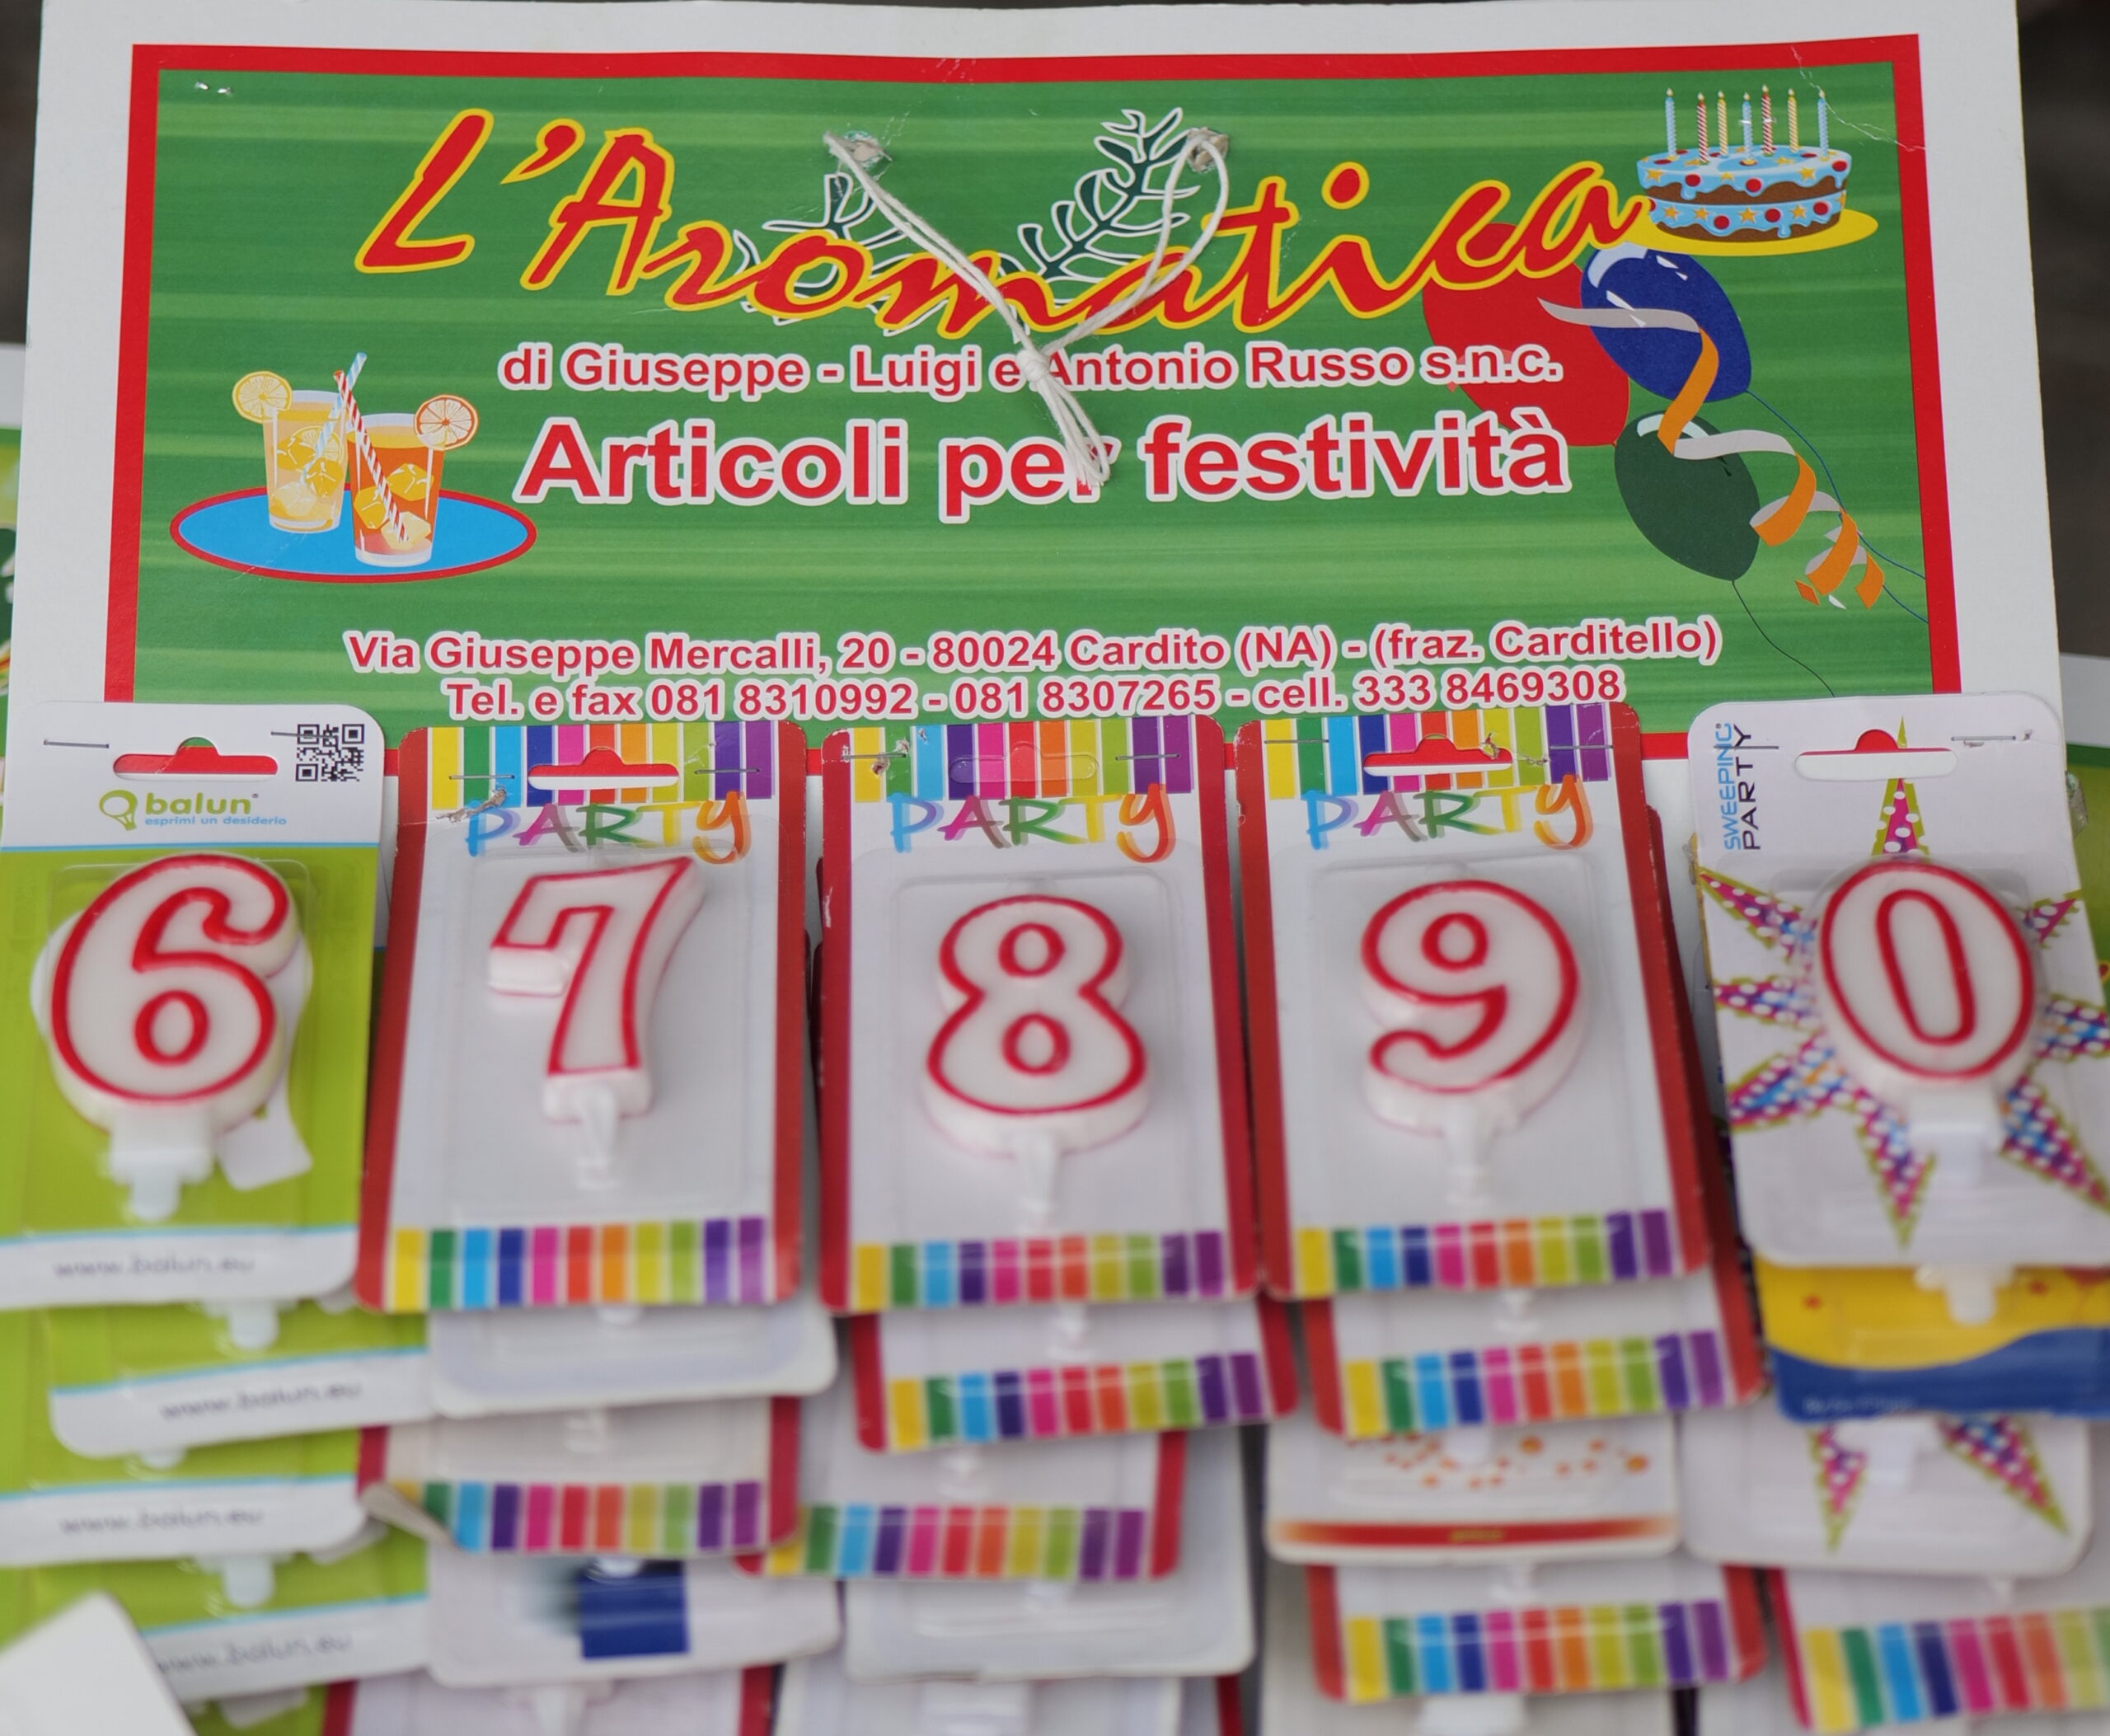 L'Aromatica
di Giuseppe - Luigi e Antonio Russo s.n.c.
Articoli per festività
Via Giuseppe Mercalli, 20 - 80024 Cardito (NA) - (fraz. Carditello)
Tel. e fax 081 8310992 - 081 8307265 - cell. 333 8469308
balun®
esprimi un desiderio
PARTY
PARTY
PARTY
SWEEPING
PARTY
6
7
8
9
0
www.balun.eu
www.balun.eu
www.balun.eu
www.balun.eu